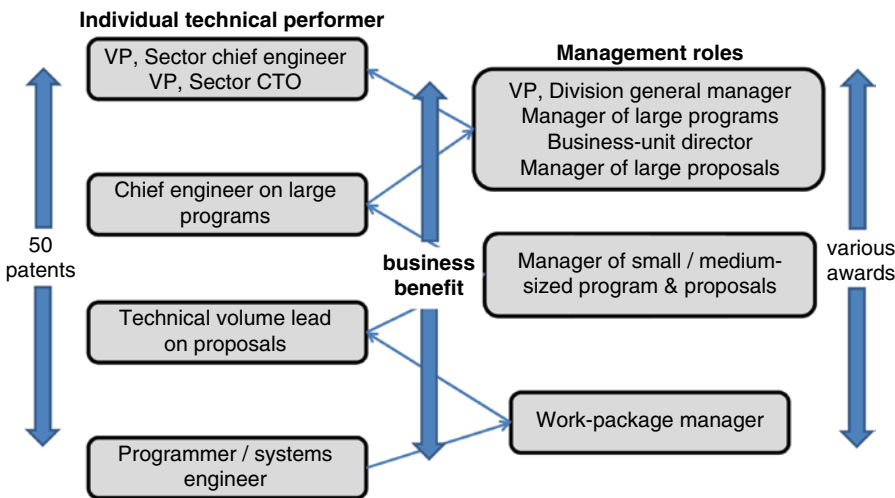 Individual technical performer
VP, Sector chief engineer
VP, Sector CTO
Chief engineer on large
programs
Technical volume lead
on proposals
Programmer / systems
engineer
50
patents
business
benefit
Management roles
VP, Division general manager
Manager of large programs
Business-unit director
Manager of large proposals
Manager of small / medium-
sized program & proposals
Work-package manager
various
awards